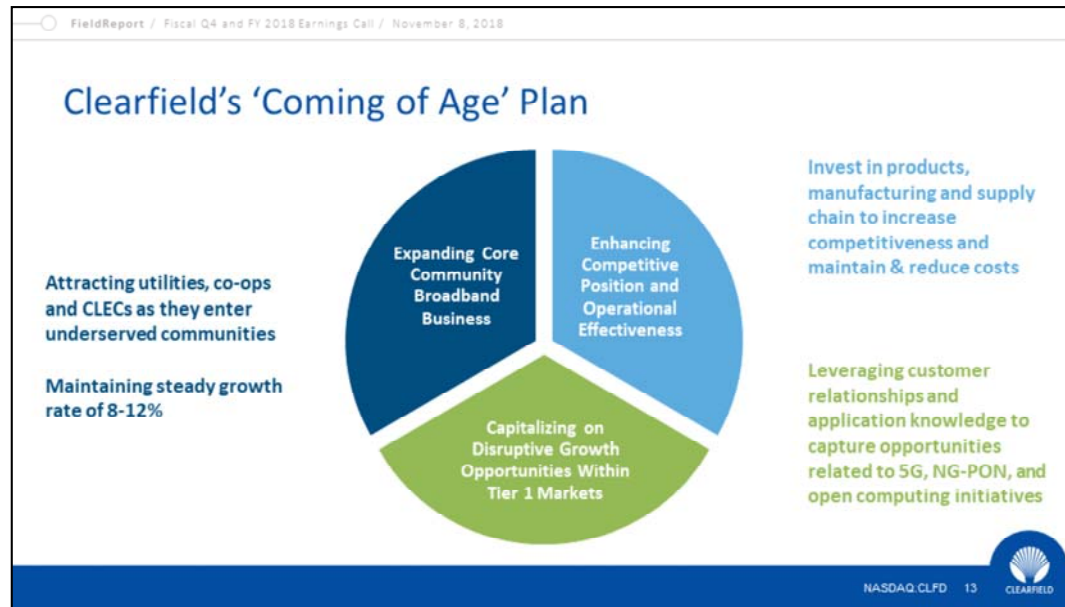 FieldReport / Fiscal Q4 and FY 2018 Earnings Call / November 8, 2018
Clearfield's 'Coming of Age' Plan
Attracting utilities, co-ops
and CLECs as they enter
underserved communities
Maintaining steady growth
rate of 8-12%
Expanding Core
Community
Broadband
Business
Enhancing
Competitive
Position and
Operational
Effectiveness
Capitalizing on
Disruptive Growth
Opportunities Within
Tier 1 Markets
Invest in products,
manufacturing and supply
chain to increase
competitiveness and
maintain & reduce costs
Leveraging customer
relationships and
application knowledge to
capture opportunities
related to 5G, NG-PON, and
open computing initiatives
NASDAQ:CLFD 13
CLEARFIELD